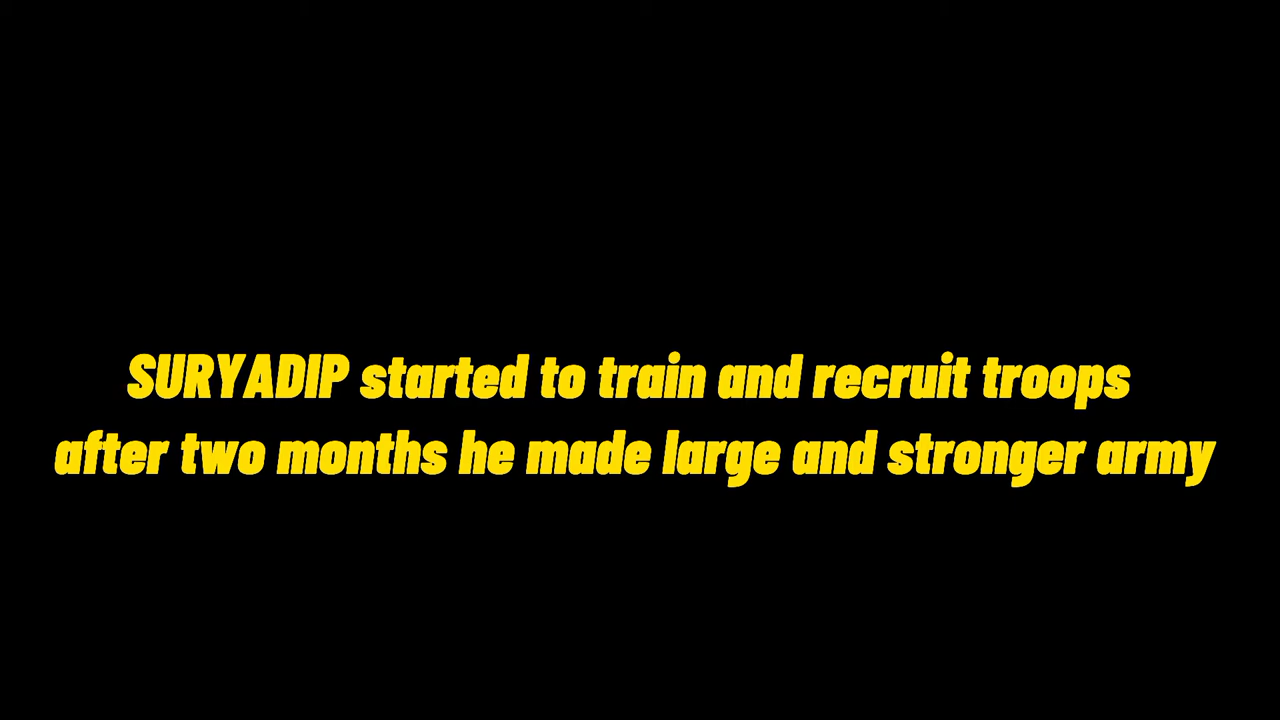 SURYADIP started to train and recruit troops
after two months he made large and stronger army